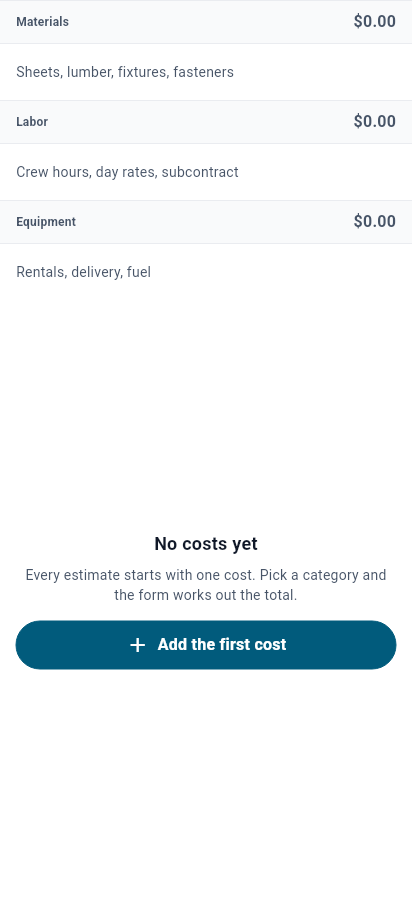 Materials $0.00
Sheets, lumber, fixtures, fasteners
Labor $0.00
Crew hours, day rates, subcontract
Equipment $0.00
Rentals, delivery, fuel
No costs yet
Every estimate starts with one cost. Pick a category and
the form works out the total.
Add the first cost